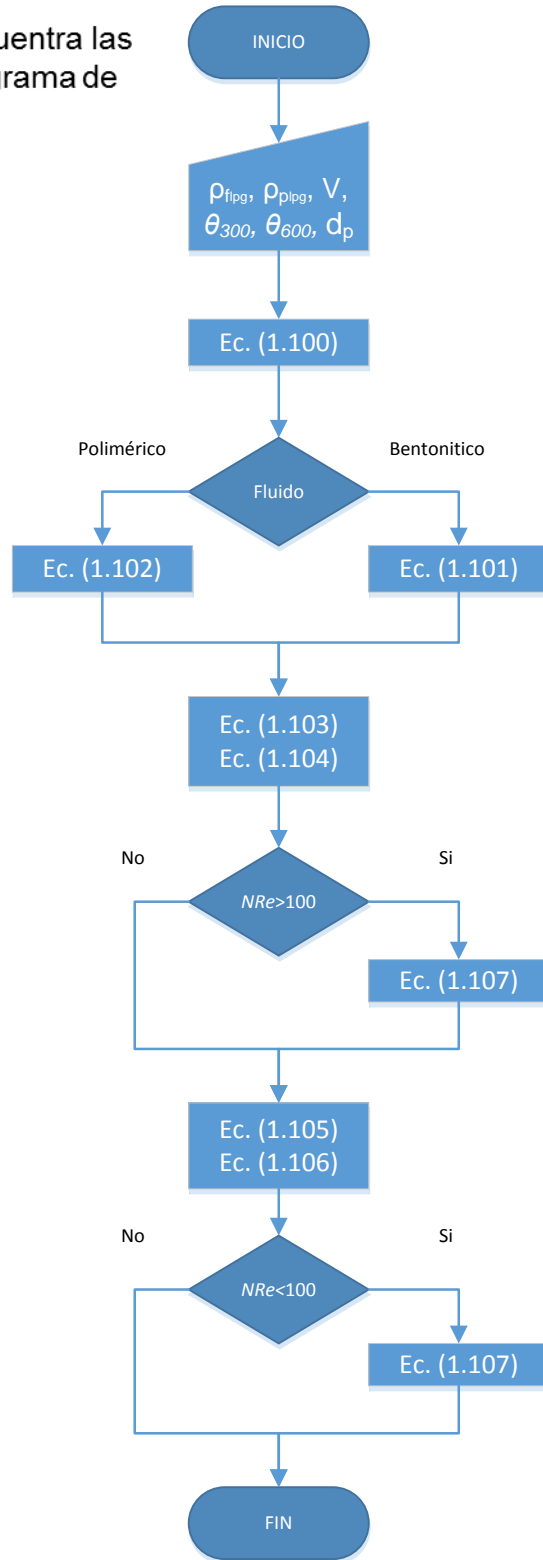 uentra las
grama de
INICIO
ρflpg, ρplpg, V,
θ300, θ600, dp
Ec. (1.100)
Polimérico
Bentonitico
Fluido
Ec. (1.102)
Ec. (1.101)
Ec. (1.103)
Ec. (1.104)
No
Si
NRe>100
Ec. (1.107)
Ec. (1.105)
Ec. (1.106)
No
Si
NRe<100
Ec. (1.107)
FIN